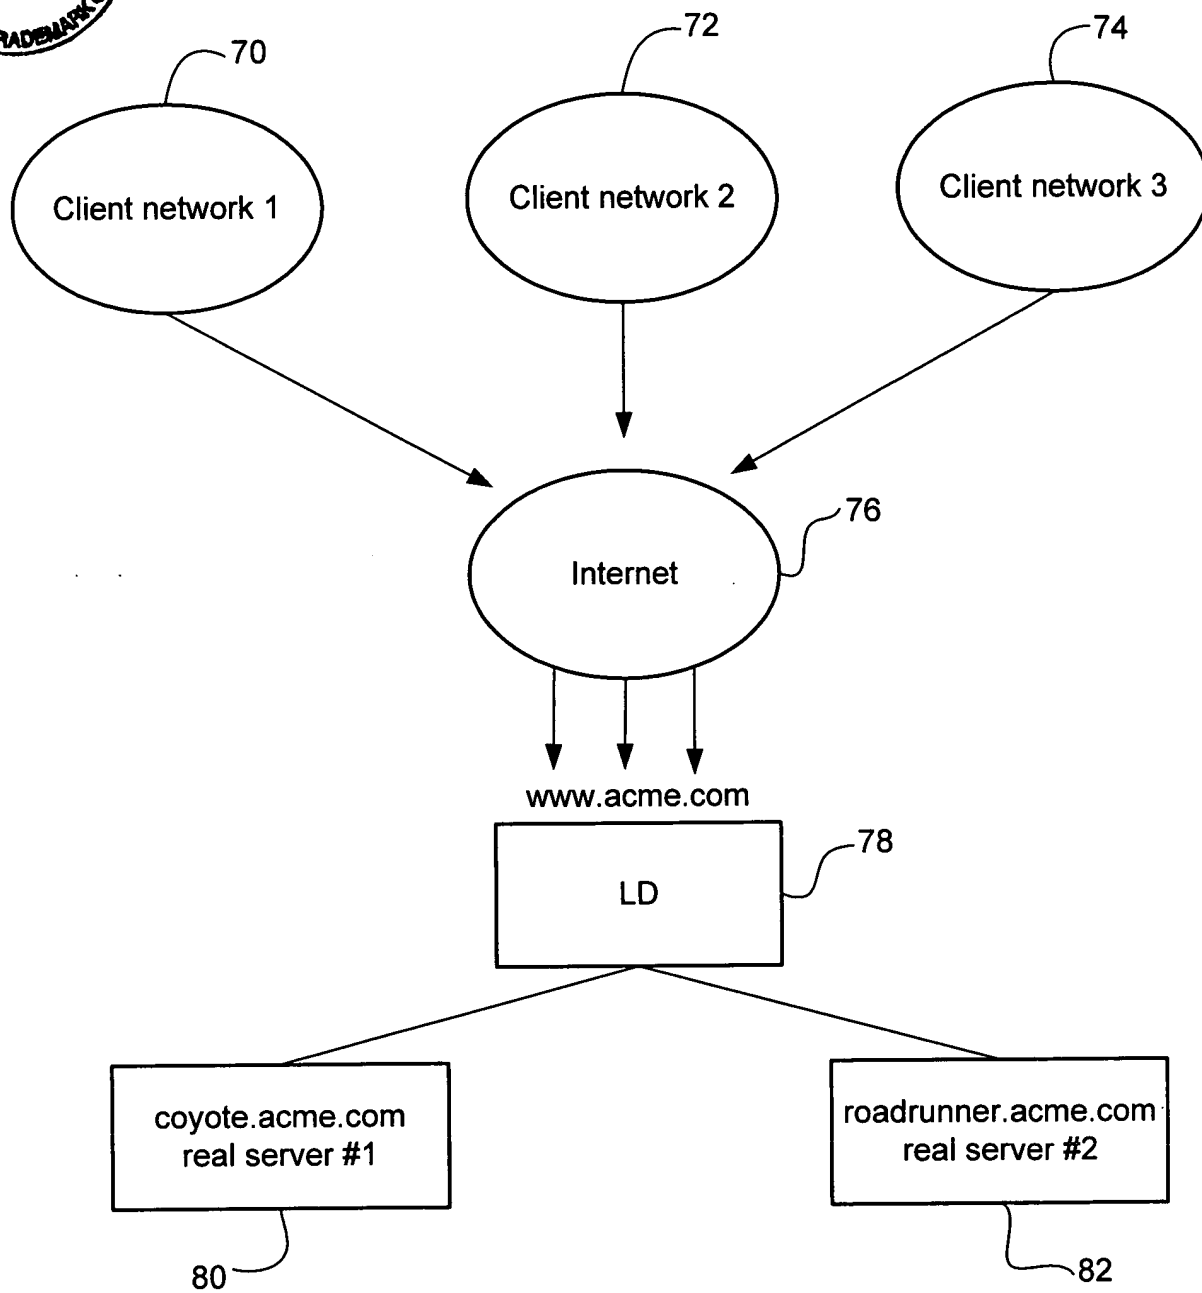 TRADEMARK
70
72
74
Client network 1
Client network 2
Client network 3
76
Internet
www.acme.com
78
LD
coyote.acme.com
real server #1
roadrunner.acme.com
real server #2
80
82